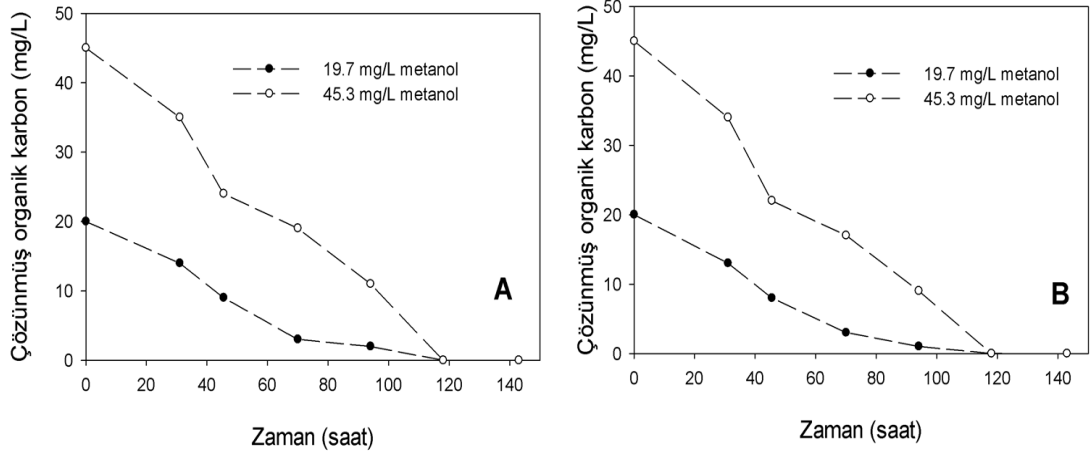 Çözünmüş organik karbon (mg/L)
50
40
30
20
10
0
19.7 mg/L metanol
45.3 mg/L metanol
A
0 20 40 60 80 100 120 140
Zaman (saat)
Çözünmüş organik karbon (mg/L)
50
40
30
20
10
0
19.7 mg/L metanol
45.3 mg/L metanol
B
0 20 40 60 80 100 120 140
Zaman (saat)